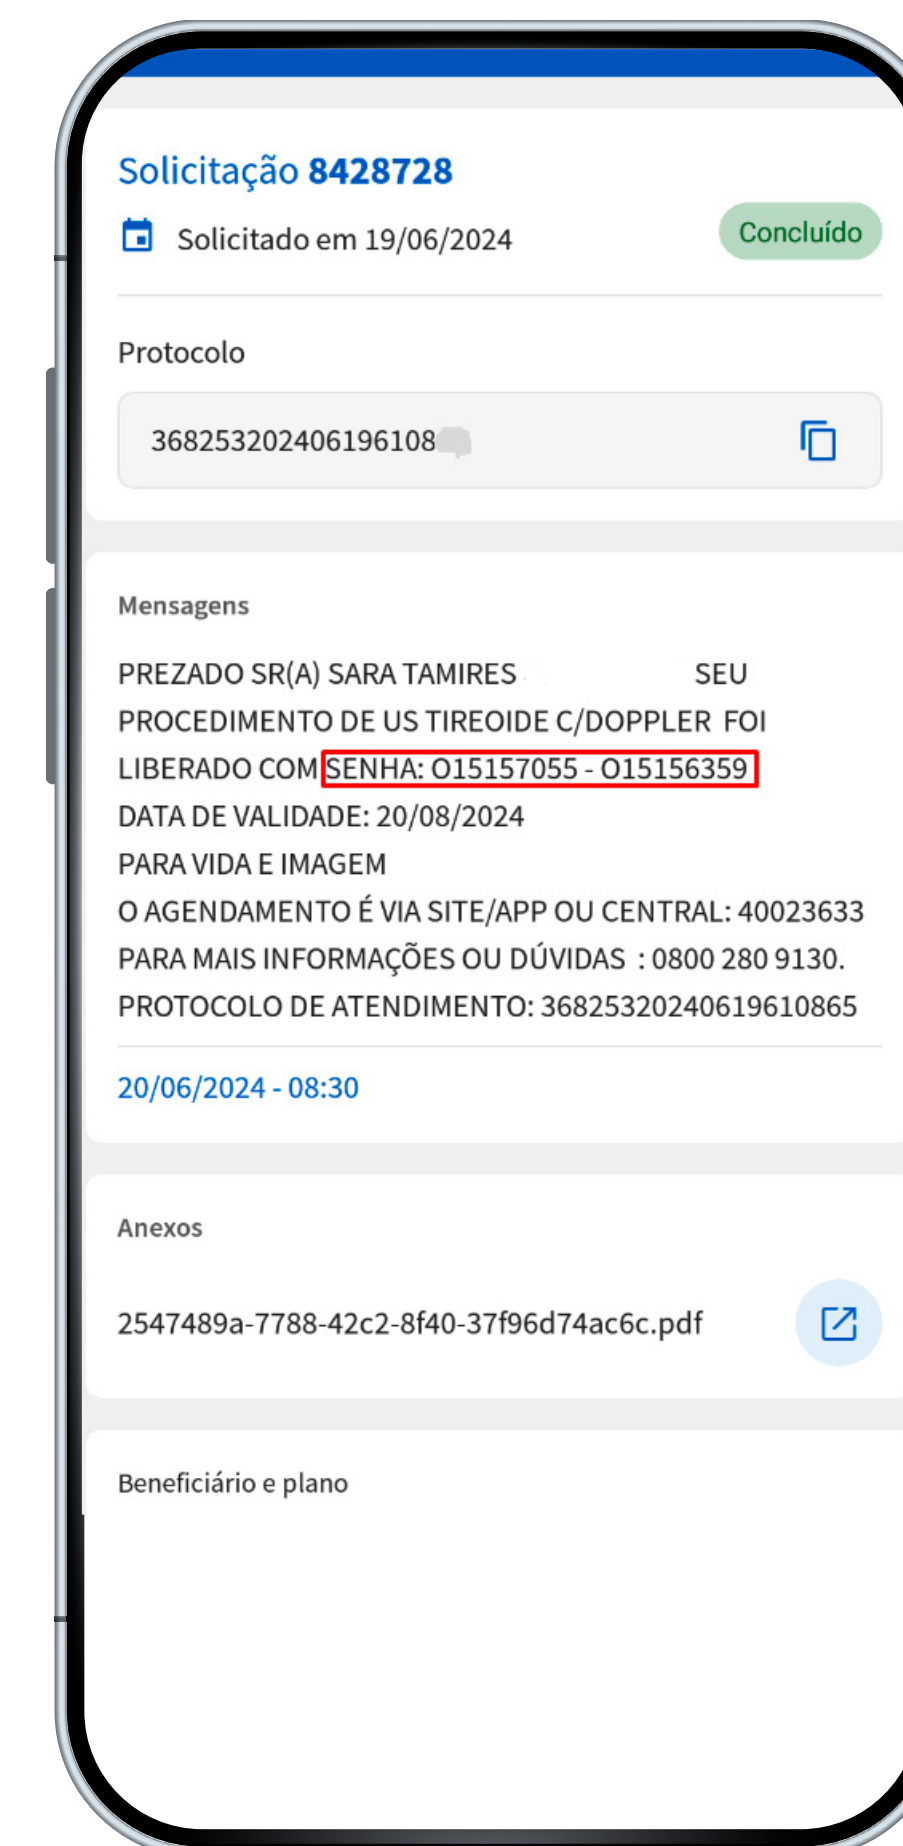 Solicitação 8428728
Solicitado em 19/06/2024
Concluído
Protocolo
368253202406196108
Mensagens
PREZADO SR(A) SARA TAMIRES SEU
PROCEDIMENTO DE US TIREOIDE C/DOPPLER FOI
LIBERADO COM SENHA: O15157055 - O15156359
DATA DE VALIDADE: 20/08/2024
PARA VIDA E IMAGEM
O AGENDAMENTO É VIA SITE/APP OU CENTRAL: 40023633
PARA MAIS INFORMAÇÕES OU DÚVIDAS : 0800 280 9130.
PROTOCOLO DE ATENDIMENTO: 36825320240619610865
20/06/2024 - 08:30
Anexos
2547489a-7788-42c2-8f40-37f96d74ac6c.pdf
Beneficiário e plano